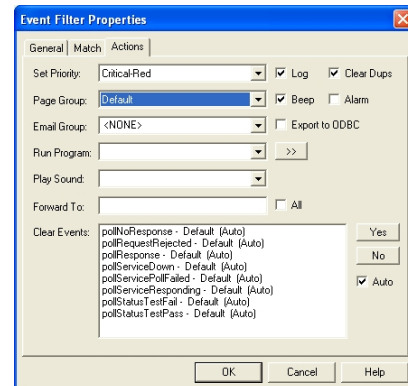 Event Filter Properties
General Match Actions
Set Priority: Critical-Red Log Clear Dups
Page Group: Default Beep Alarm
Email Group: <NONE> Export to ODBC
Run Program: >>
Play Sound:
Forward To: All
Clear Events: pollNoResponse - Default (Auto) Yes
pollRequestRejected - Default (Auto)
pollResponse - Default (Auto) No
pollServiceDown - Default (Auto)
pollServicePollFailed - Default (Auto) Auto
pollServiceResponding - Default (Auto)
pollStatusTestFail - Default (Auto)
pollStatusTestPass - Default (Auto)
OK Cancel Help